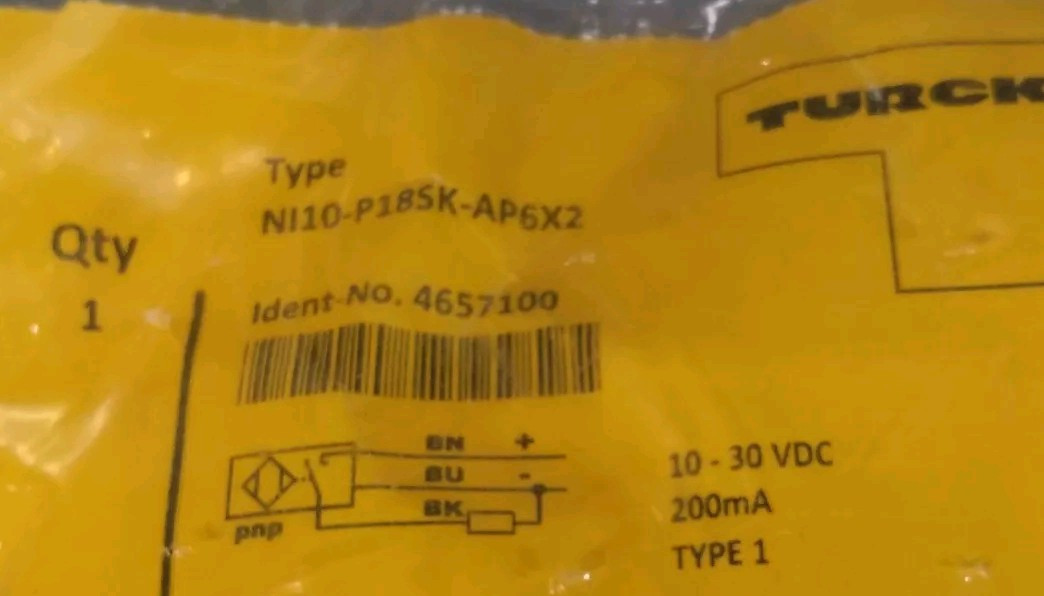 TURCK
Type
NI10-P18SK-AP6X2
Qty
1
Ident-No. 4657100
BN +
BU -
BK
pnp
10 - 30 VDC
200mA
TYPE 1